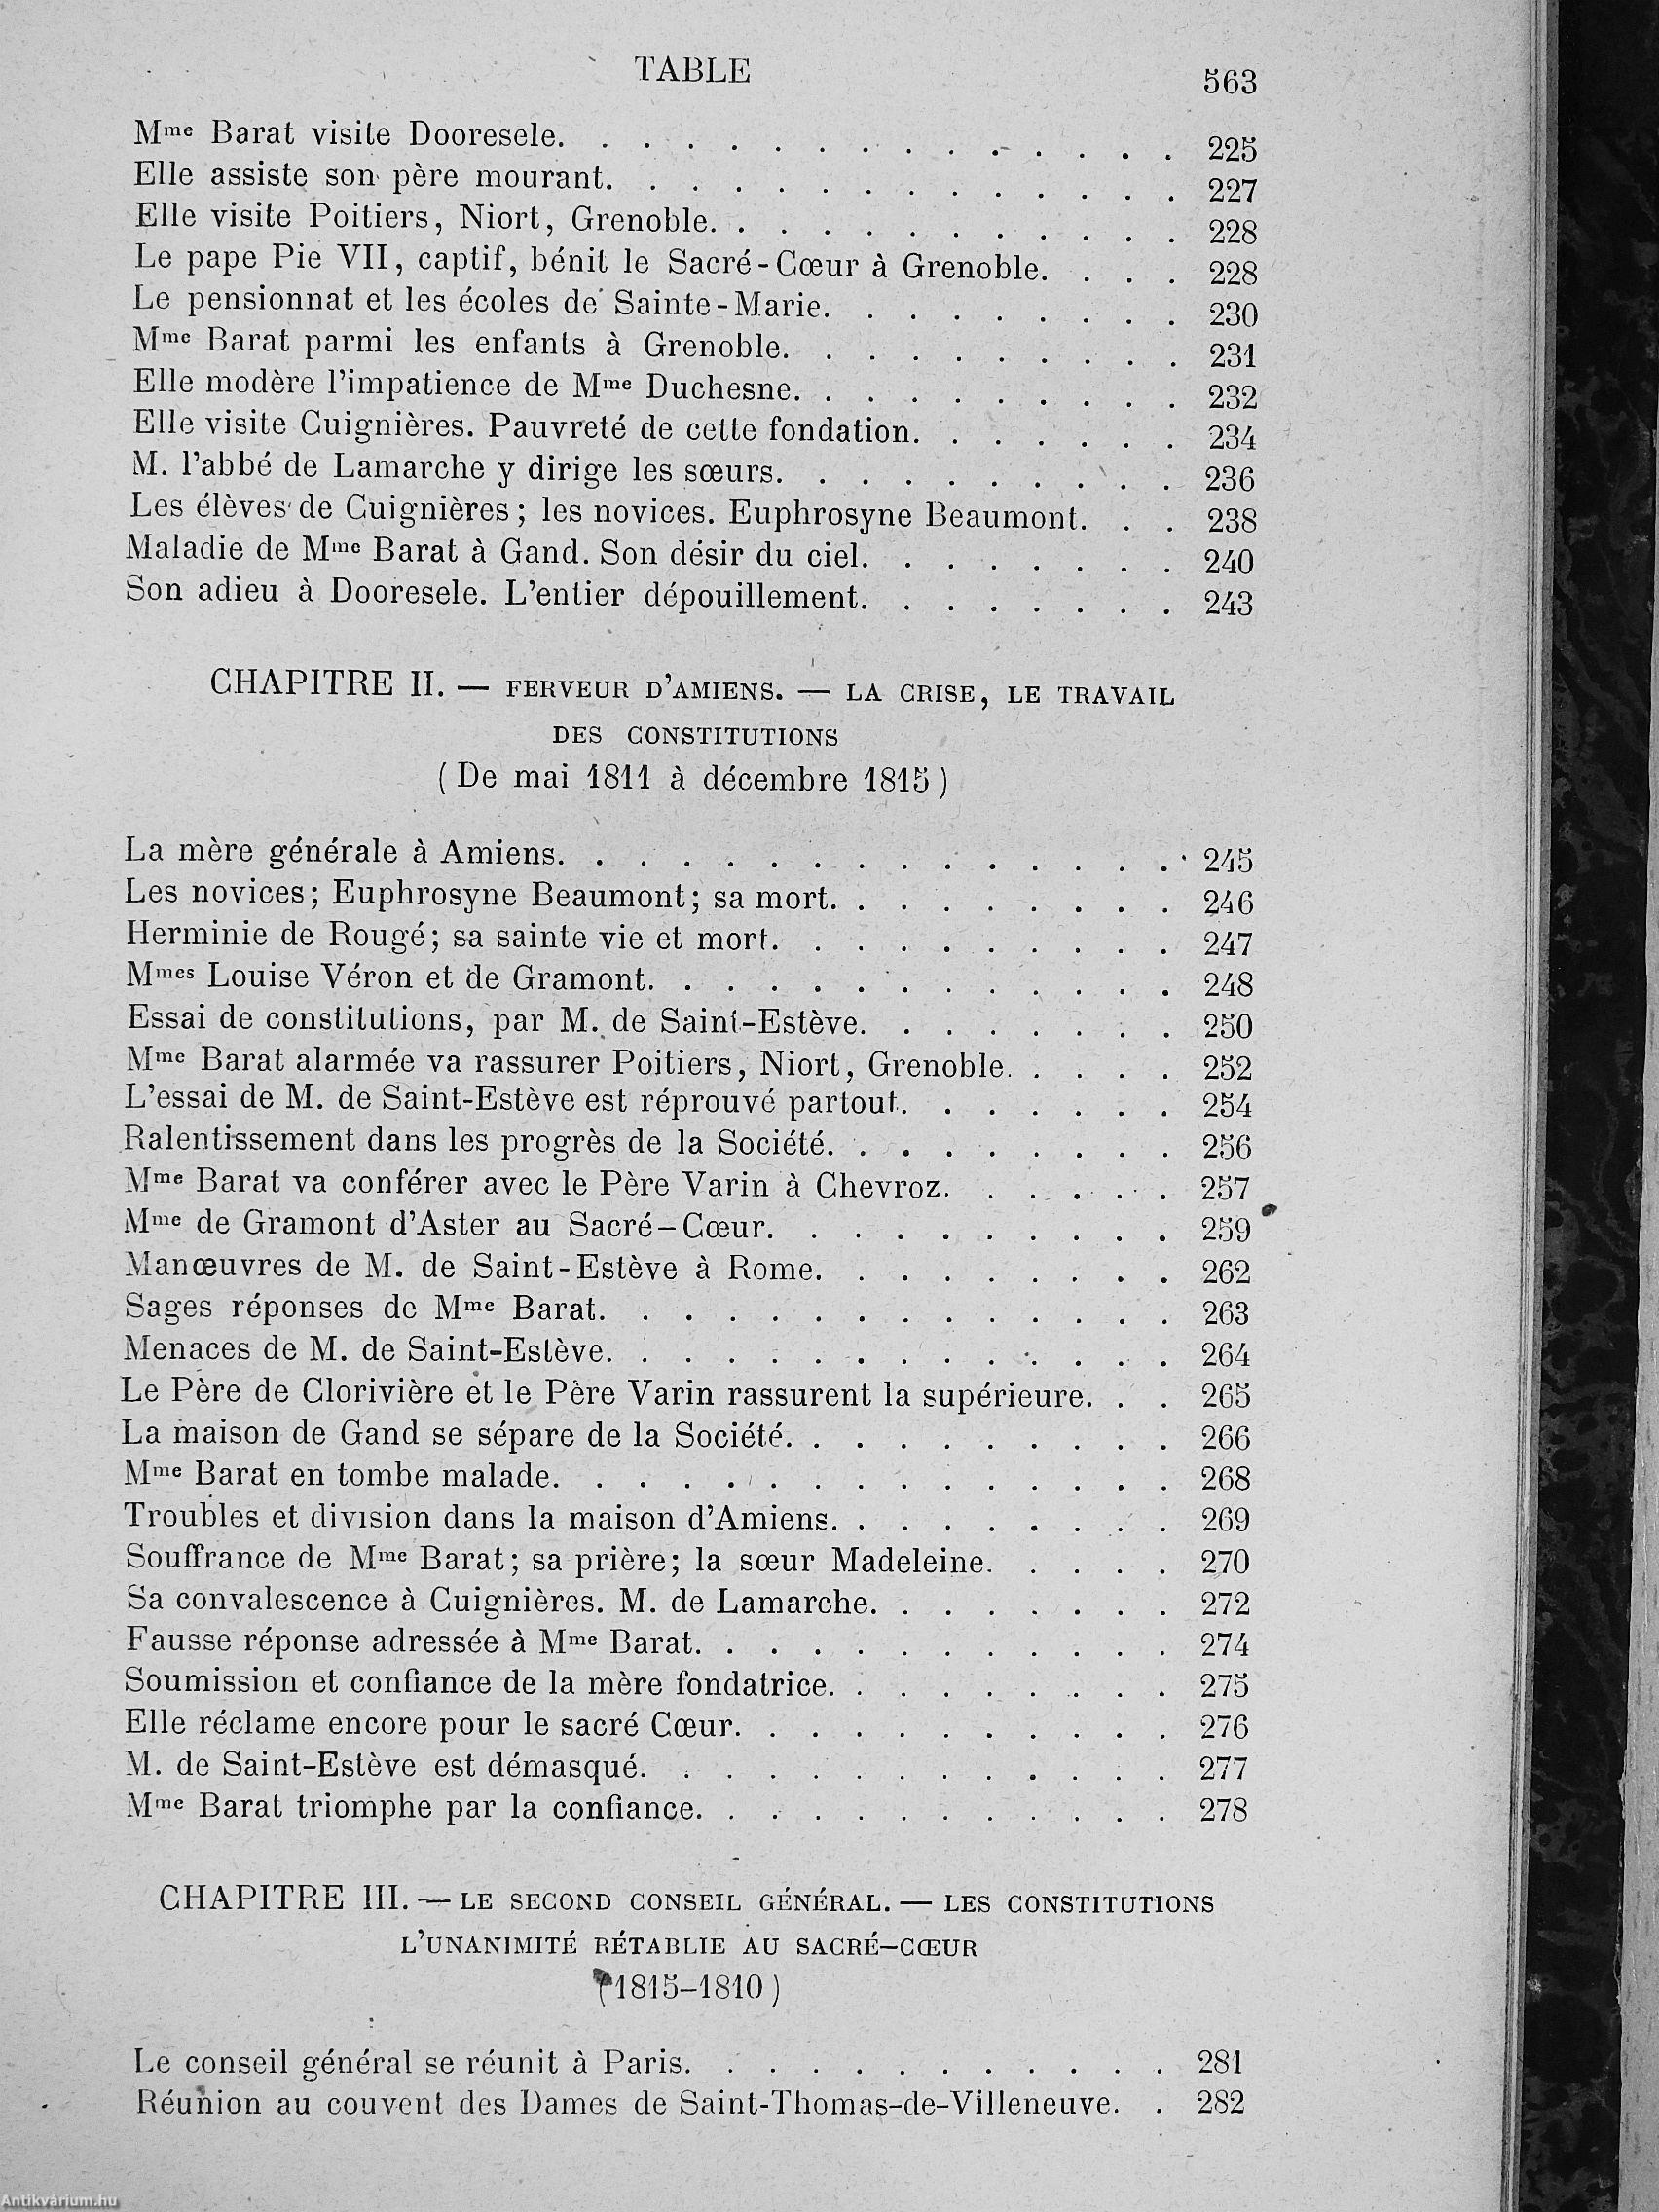 TABLE 563
Mme Barat visite Dooresele. . . . . . . . . . . . . . . 225
Elle assiste son père mourant. . . . . . . . . . . . . . 227
Elle visite Poitiers, Niort, Grenoble. . . . . . . . . . . . 228
Le pape Pie VII, captif, bénit le Sacré-Cœur à Grenoble. . . . 228
Le pensionnat et les écoles de Sainte-Marie. . . . . . . . . 230
Mme Barat parmi les enfants à Grenoble. . . . . . . . . . 231
Elle modère l'impatience de Mme Duchesne. . . . . . . . . . 232
Elle visite Cuignières. Pauvreté de cette fondation. . . . . . . 234
M. l'abbé de Lamarche y dirige les sœurs. . . . . . . . . . 236
Les élèves de Cuignières; les novices. Euphrosyne Beaumont. . . 238
Maladie de Mme Barat à Gand. Son désir du ciel. . . . . . . . 240
Son adieu à Dooresele. L'entier dépouillement. . . . . . . . 243
CHAPITRE II. — FERVEUR D'AMIENS. — LA CRISE, LE TRAVAIL
DES CONSTITUTIONS
(De mai 1811 à décembre 1815)
La mère générale à Amiens. . . . . . . . . . . . . . . 245
Les novices; Euphrosyne Beaumont; sa mort. . . . . . . . . 246
Herminie de Rougé; sa sainte vie et mort. . . . . . . . . . 247
Mmes Louise Véron et de Gramont. . . . . . . . . . . . . 248
Essai de constitutions, par M. de Saint-Estève. . . . . . . . 250
Mme Barat alarmée va rassurer Poitiers, Niort, Grenoble. . . . . 252
L'essai de M. de Saint-Estève est réprouvé partout. . . . . . . 254
Ralentissement dans les progrès de la Société. . . . . . . . . 256
Mme Barat va conférer avec le Père Varin à Chevroz. . . . . . 257
Mme de Gramont d'Aster au Sacré-Cœur. . . . . . . . . . 259
Manœuvres de M. de Saint-Estève à Rome. . . . . . . . . 262
Sages réponses de Mme Barat. . . . . . . . . . . . . . 263
Menaces de M. de Saint-Estève. . . . . . . . . . . . . . 264
Le Père de Clorivière et le Père Varin rassurent la supérieure. . . 265
La maison de Gand se sépare de la Société. . . . . . . . . . 266
Mme Barat en tombe malade. . . . . . . . . . . . . . . 268
Troubles et division dans la maison d'Amiens. . . . . . . . . 269
Souffrance de Mme Barat; sa prière; la sœur Madeleine. . . . . 270
Sa convalescence à Cuignières. M. de Lamarche. . . . . . . . 272
Fausse réponse adressée à Mme Barat. . . . . . . . . . . . 274
Soumission et confiance de la mère fondatrice. . . . . . . . . 275
Elle réclame encore pour le sacré Cœur. . . . . . . . . . . 276
M. de Saint-Estève est démasqué. . . . . . . . . . . . . 277
Mme Barat triomphe par la confiance. . . . . . . . . . . . 278
CHAPITRE III. — LE SECOND CONSEIL GÉNÉRAL. — LES CONSTITUTIONS
L'UNANIMITÉ RÉTABLIE AU SACRÉ-CŒUR
(1815-1810)
Le conseil général se réunit à Paris. . . . . . . . . . . . 281
Réunion au couvent des Dames de Saint-Thomas-de-Villeneuve. . 282
Antikvárium.hu